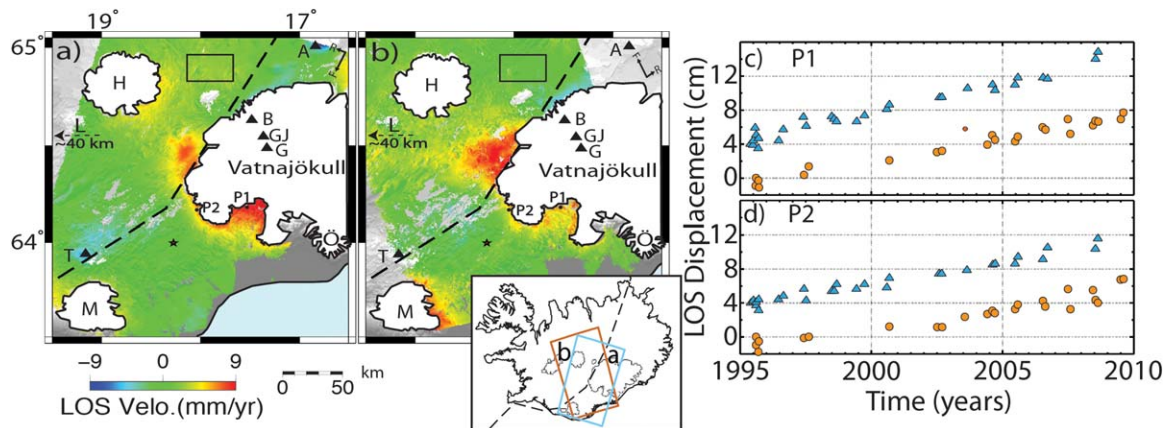 19° 17°
65°
a)
A
R
F
H
B
GJ
G
L
~40 km
Vatnajökull
P2 P1
64°
T
Ö
M
b)
A
R
F
H
B
GJ
G
L
~40 km
Vatnajökull
P2 P1
T
Ö
M
−9 0 9
LOS Velo.(mm/yr)
0 50 km
b a
c) P1
12
8
4
0
d) P2
12
8
4
0
LOS Displacement (cm)
1995 2000 2005 2010
Time (years)